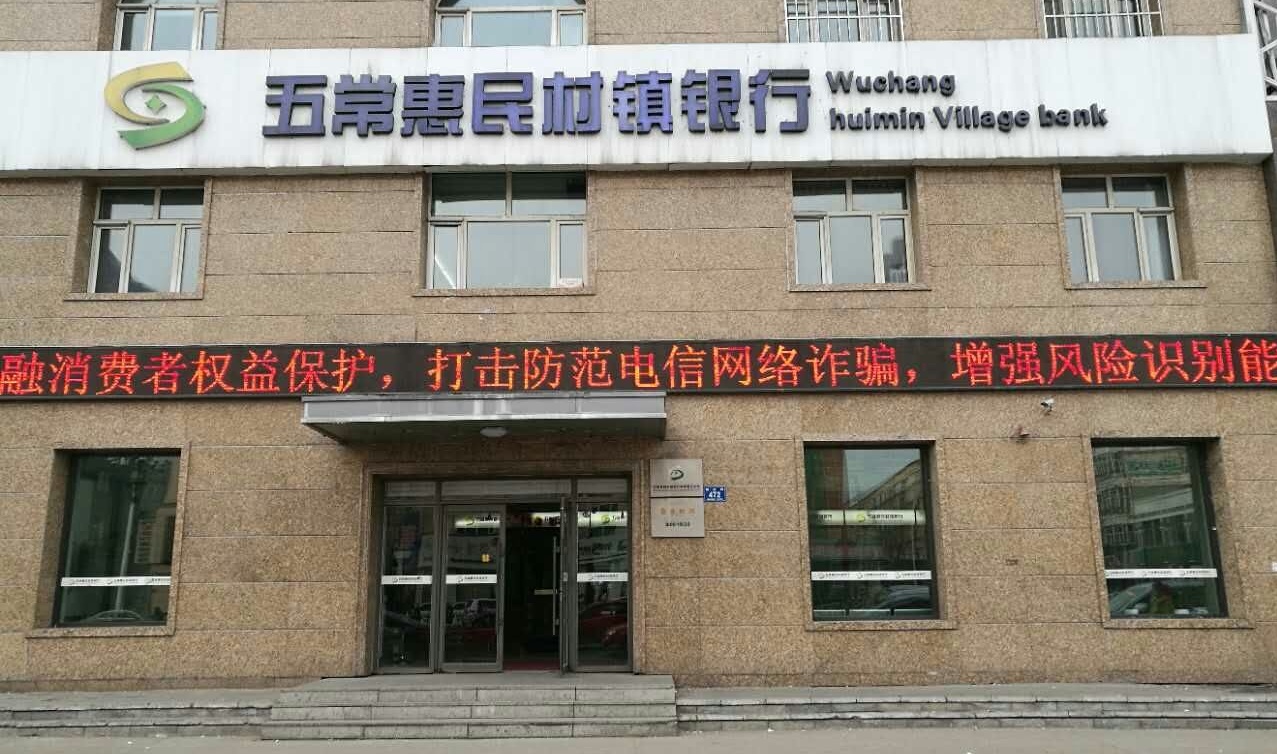 五常惠民村镇银行
Wuchang
huimin Village bank
融消费者权益保护，打击防范电信网络诈骗，增强风险识别能
472